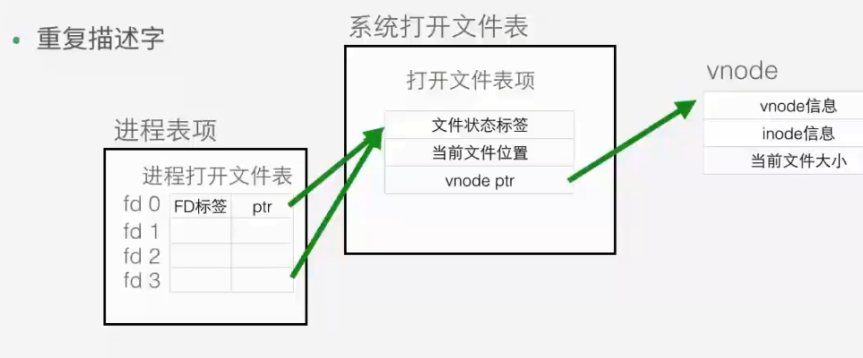 • 重复描述字
系统打开文件表
打开文件表项
文件状态标签
当前文件位置
vnode ptr
vnode
vnode信息
inode信息
当前文件大小
进程表项
进程打开文件表
fd 0 FD标签 ptr
fd 1
fd 2
fd 3